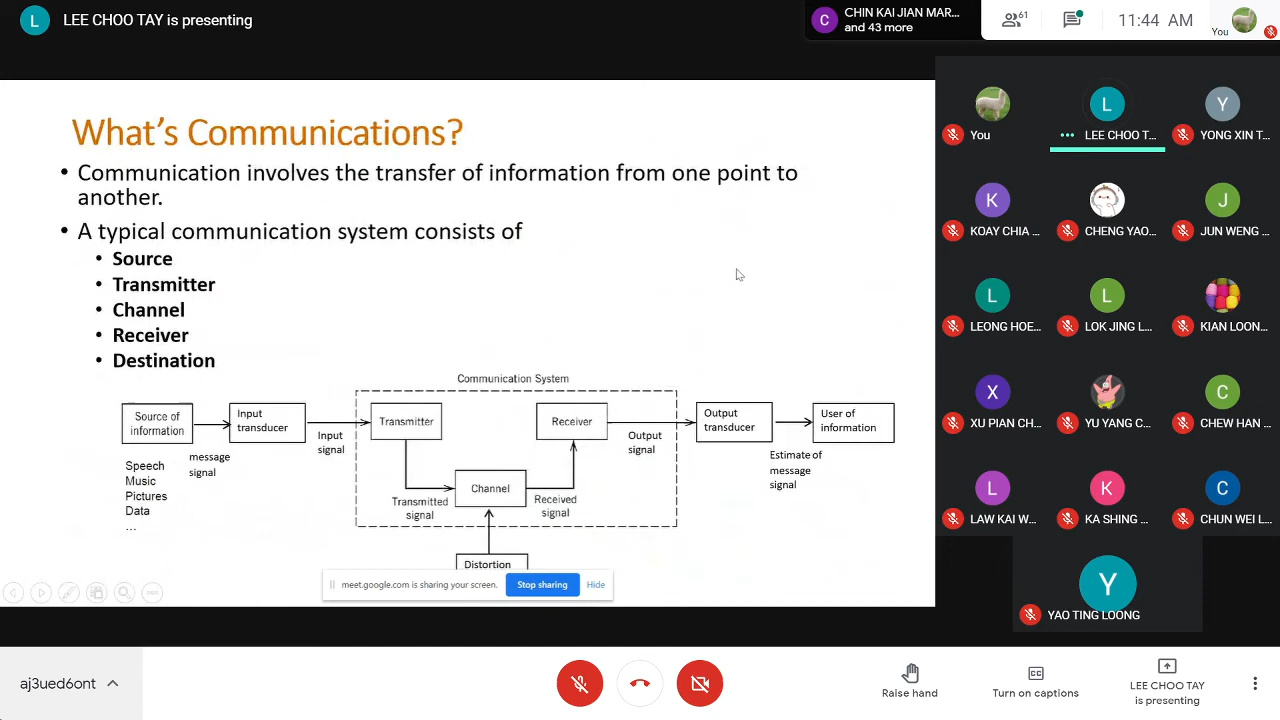 L
LEE CHOO TAY is presenting
C
CHIN KAI JIAN MAR...
and 43 more
61
11:44 AM
You
What's Communications?
• Communication involves the transfer of information from one point to
another.
• A typical communication system consists of
• Source
• Transmitter
• Channel
• Receiver
• Destination
Communication System
Source of
information
Input
transducer
Transmitter
Receiver
Output
transducer
User of
information
message
signal
Input
signal
Output
signal
Estimate of
message
signal
Speech
Music
Pictures
Data
...
Channel
Transmitted
signal
Received
signal
Distortion
meet.google.com is sharing your screen.
Stop sharing
Hide
You
L
LEE CHOO T...
Y
YONG XIN T...
K
KOAY CHIA ...
CHENG YAO...
J
JUN WENG ...
L
LEONG HOE...
L
LOK JING L...
KIAN LOON...
X
XU PIAN CH...
YU YANG C...
C
CHEW HAN ...
L
LAW KAI W...
K
KA SHING ...
C
CHUN WEI L...
Y
YAO TING LOONG
aj3ued6ont
Raise hand
CC
Turn on captions
LEE CHOO TAY
is presenting